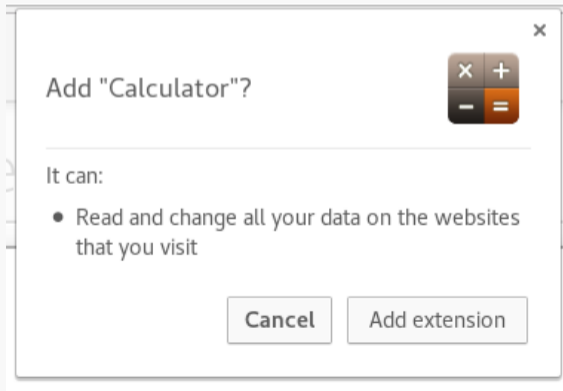 ×
Add "Calculator"?
× +
− =
It can:
• Read and change all your data on the websites
that you visit
Cancel
Add extension